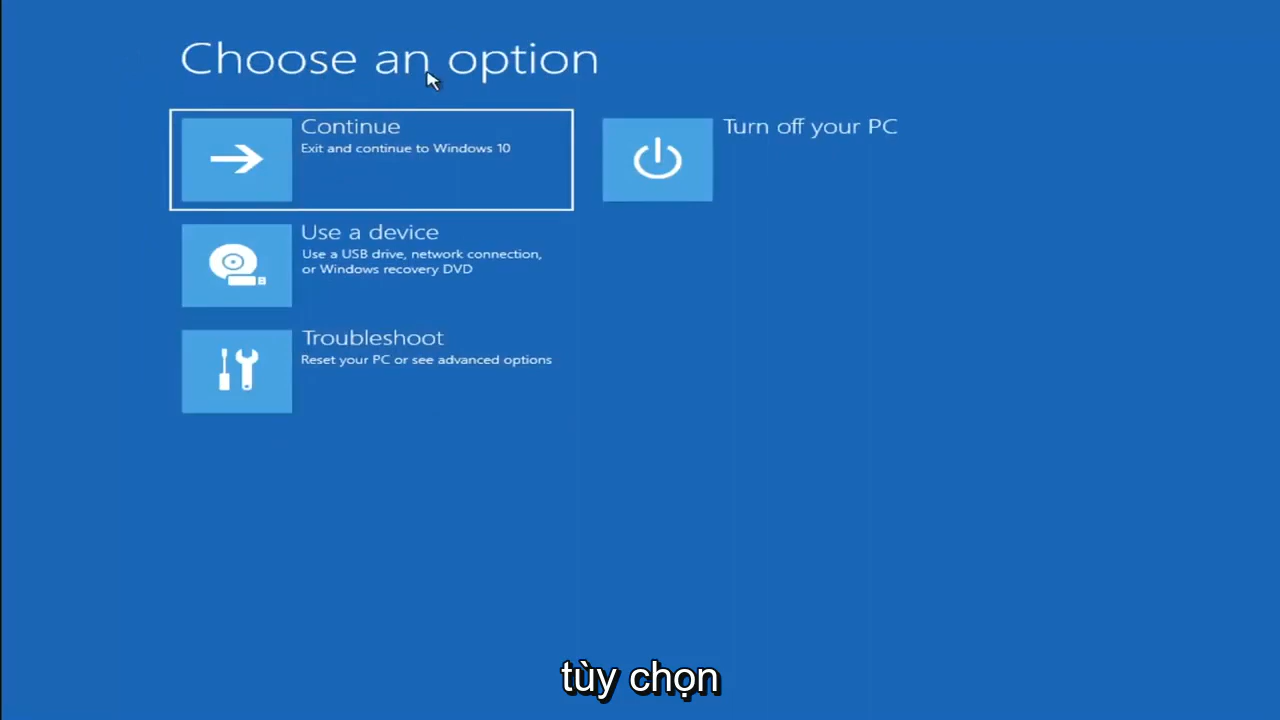 Choose an option
Continue
Exit and continue to Windows 10
Turn off your PC
Use a device
Use a USB drive, network connection,
or Windows recovery DVD
Troubleshoot
Reset your PC or see advanced options
tùy chọn